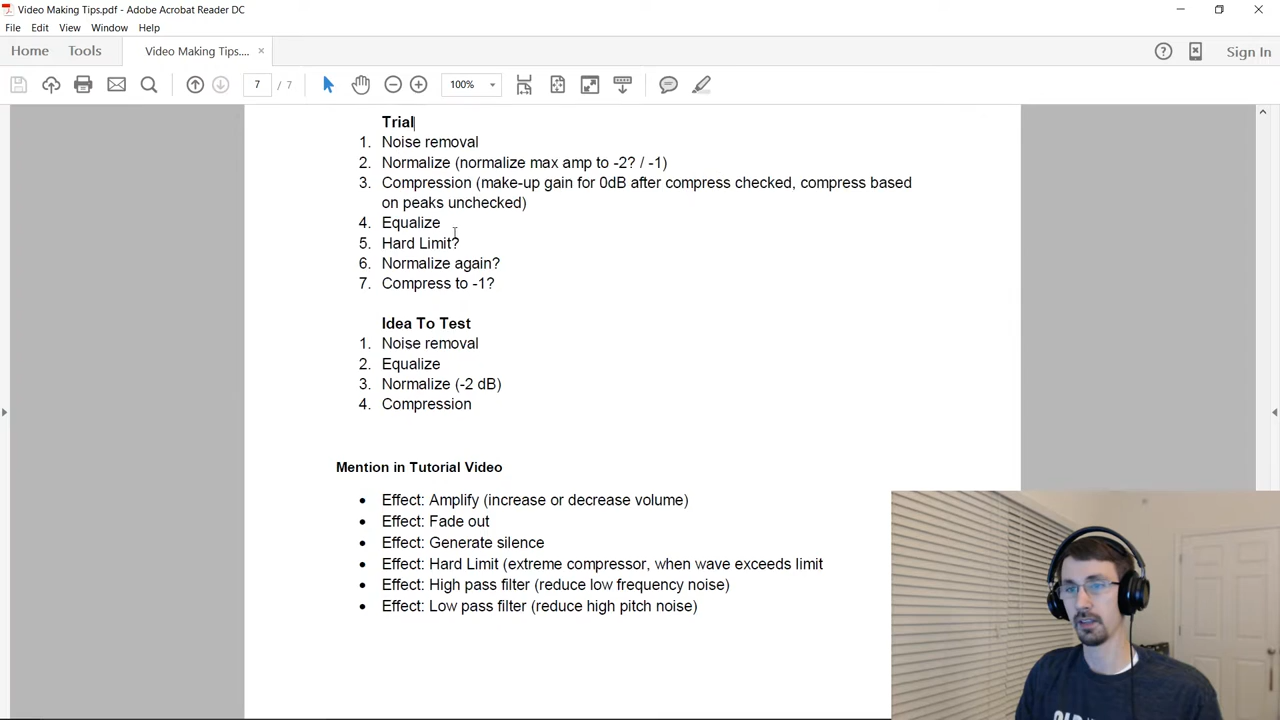 Video Making Tips.pdf - Adobe Acrobat Reader DC
File Edit View Window Help
Home Tools Video Making Tips.... × Sign In
7 / 7 100%
Trial
1. Noise removal
2. Normalize (normalize max amp to -2? / -1)
3. Compression (make-up gain for 0dB after compress checked, compress based
on peaks unchecked)
4. Equalize
5. Hard Limit?
6. Normalize again?
7. Compress to -1?
Idea To Test
1. Noise removal
2. Equalize
3. Normalize (-2 dB)
4. Compression
Mention in Tutorial Video
• Effect: Amplify (increase or decrease volume)
• Effect: Fade out
• Effect: Generate silence
• Effect: Hard Limit (extreme compressor, when wave exceeds limit
• Effect: High pass filter (reduce low frequency noise)
• Effect: Low pass filter (reduce high pitch noise)